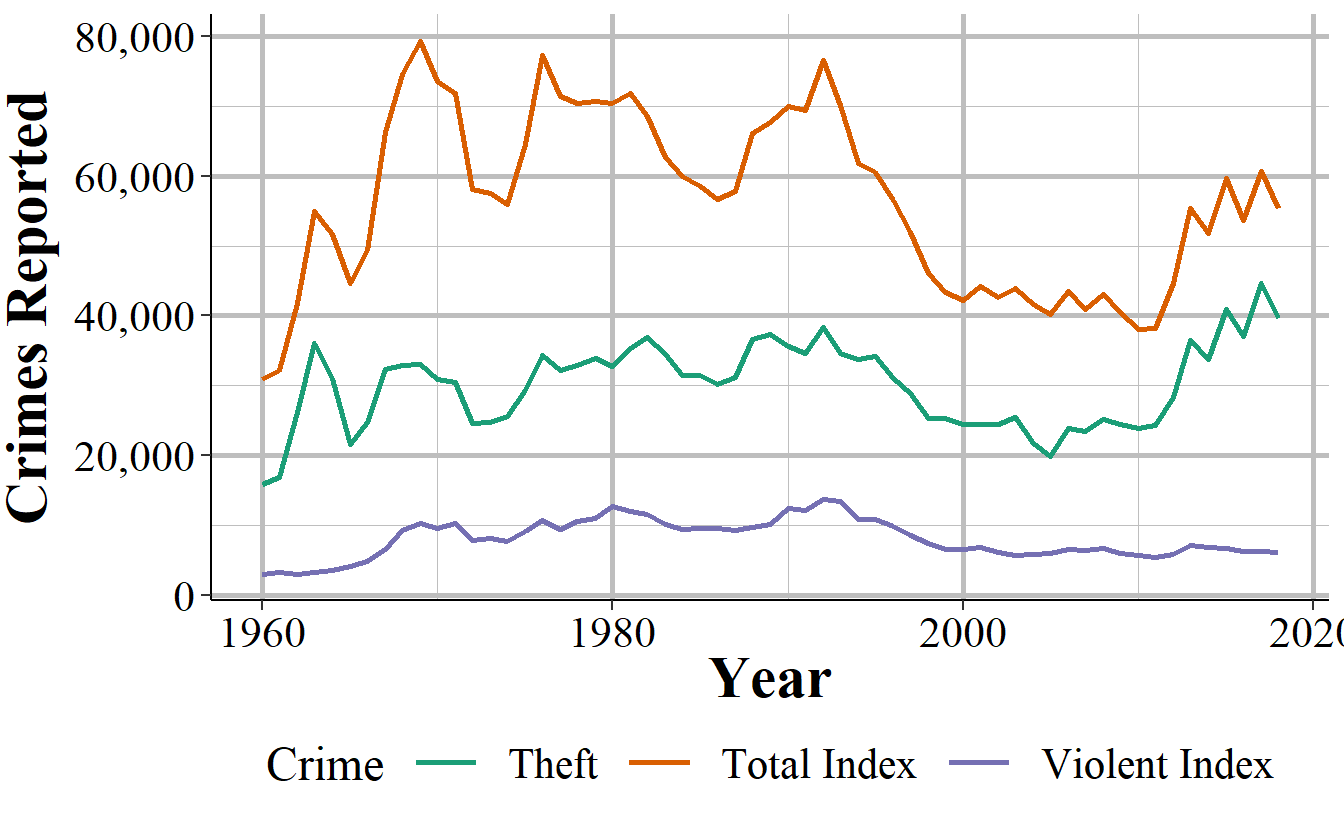 Crimes Reported
80,000
60,000
40,000
20,000
0
1960 1980 2000 2020
Year
Crime Theft Total Index Violent Index